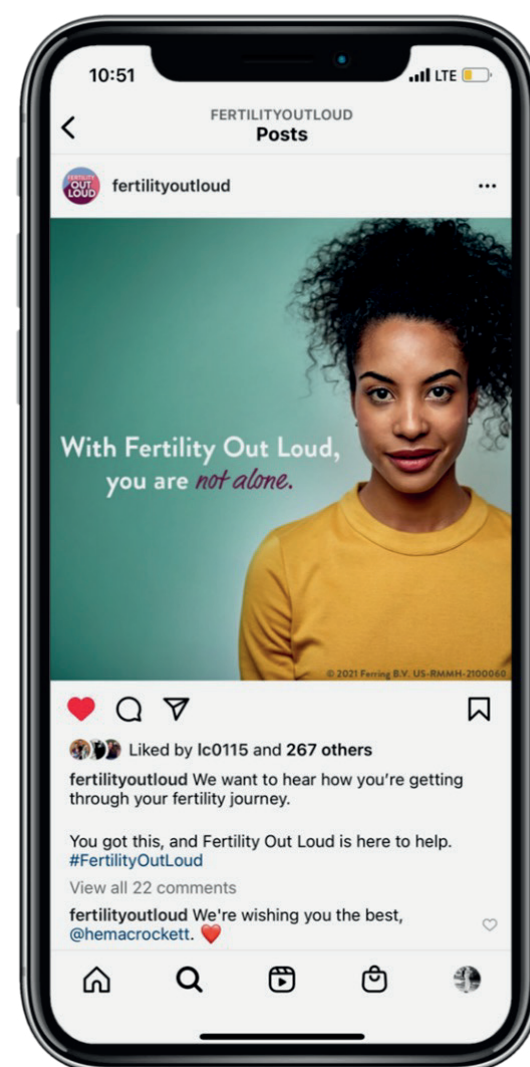 10:51
LTE
FERTILITYOUTLOUD
Posts
FERTILITY
OUT
LOUD
fertilityoutloud
With Fertility Out Loud,
you are not alone.
© 2021 Ferring B.V. US-RMMH-2100060
Liked by lc0115 and 267 others
fertilityoutloud We want to hear how you’re getting
through your fertility journey.
You got this, and Fertility Out Loud is here to help.
#FertilityOutLoud
View all 22 comments
fertilityoutloud We're wishing you the best,
@hemacrockett.